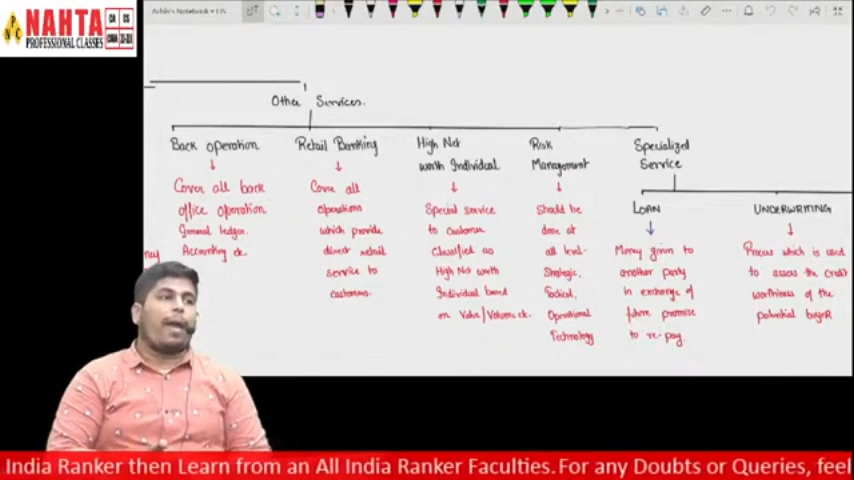 NAHTA
PROFESSIONAL CLASSES
CA
CS
CMA
XI-XII
Other Services.
Back operation
Cover all back
office operation
General ledger.
Accounting etc.
Retail Banking
Cover all
operations
which provide
direct retail
service to
customers.
High Net
worth Individual
Special service
to customer
Classified as
High Net worth
Individual based
on Value/Volume etc.
Risk
Management
Should be
done at
all level-
Strategic,
Tactical,
Operational
Technology
Specialized
Service
LOAN
Money given to
another party
in exchange of
future promise
to re-pay.
UNDERWRITING
Process which is used
to assess the credit
worthiness of the
potential buyer
India Ranker then Learn from an All India Ranker Faculties. For any Doubts or Queries, feel